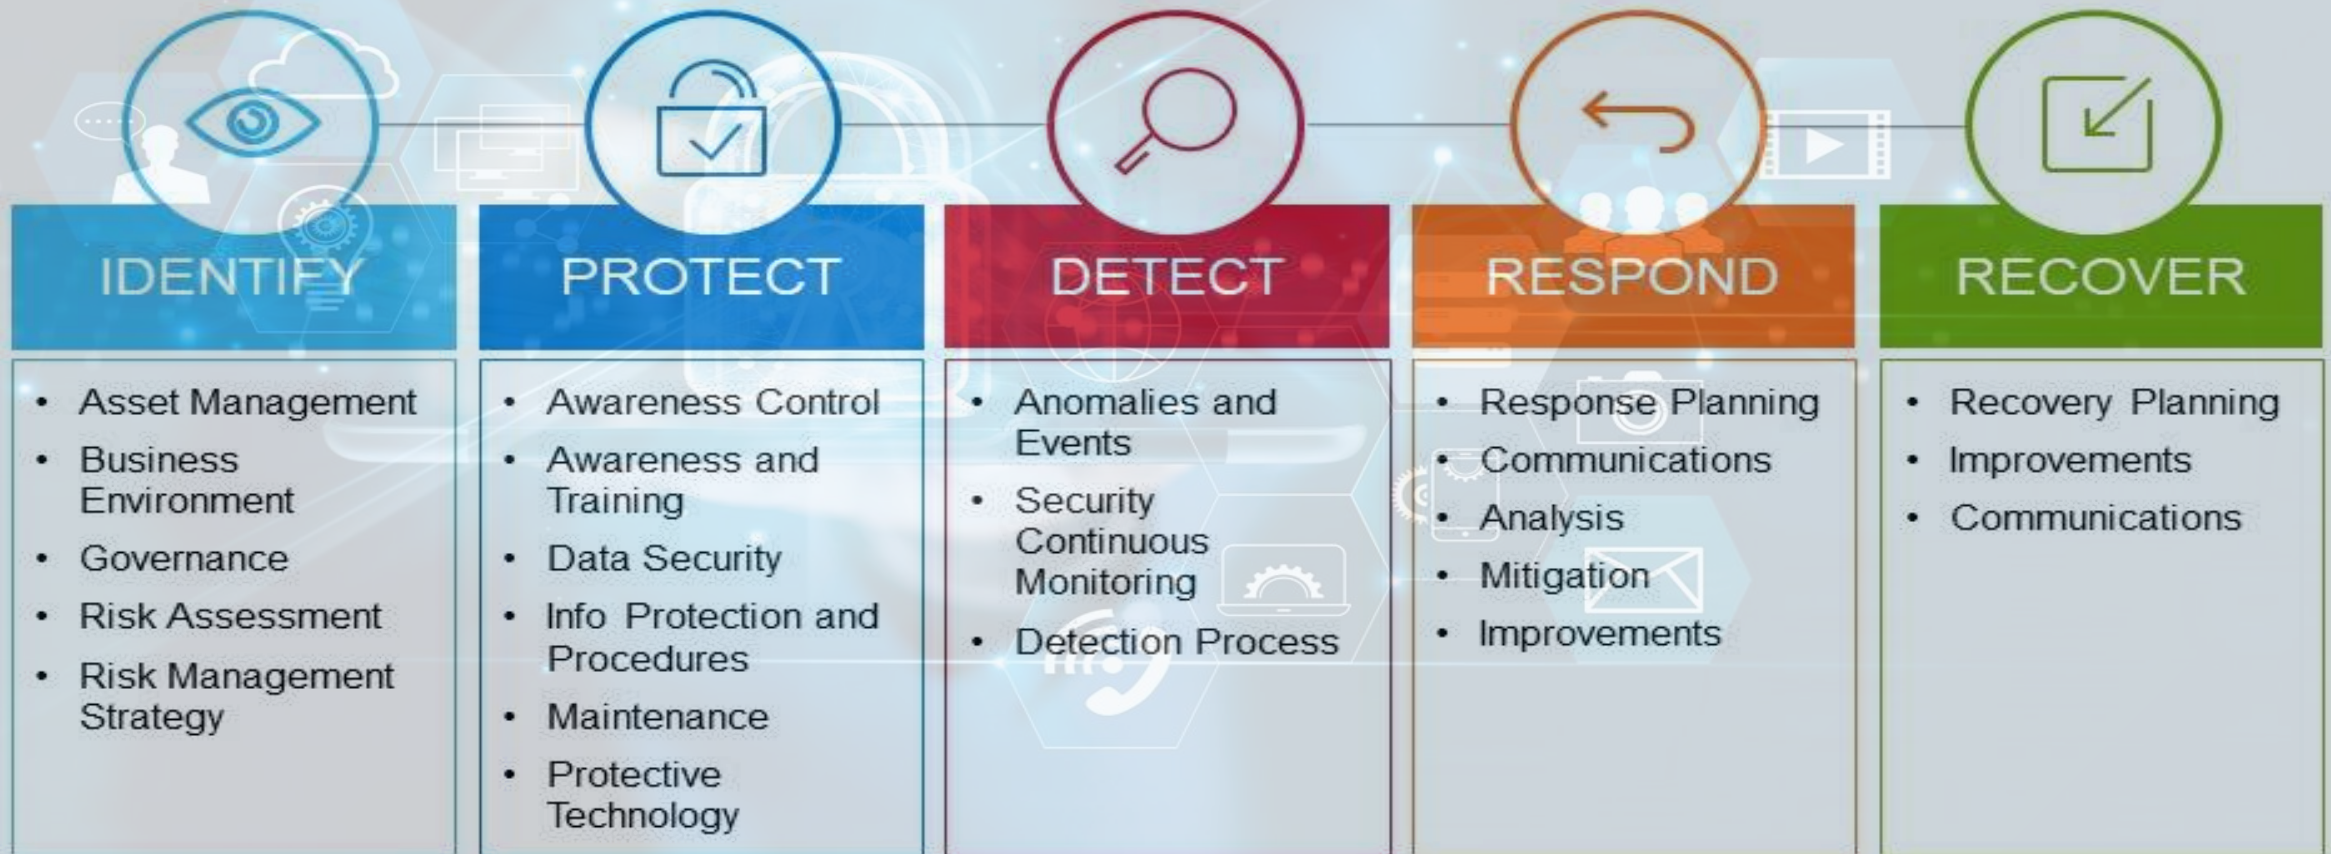 IDENTIFY
• Asset Management
• Business
Environment
• Governance
• Risk Assessment
• Risk Management
Strategy
PROTECT
• Awareness Control
• Awareness and
Training
• Data Security
• Info Protection and
Procedures
• Maintenance
• Protective
Technology
DETECT
• Anomalies and
Events
• Security
Continuous
Monitoring
• Detection Process
RESPOND
• Response Planning
• Communications
• Analysis
• Mitigation
• Improvements
RECOVER
• Recovery Planning
• Improvements
• Communications